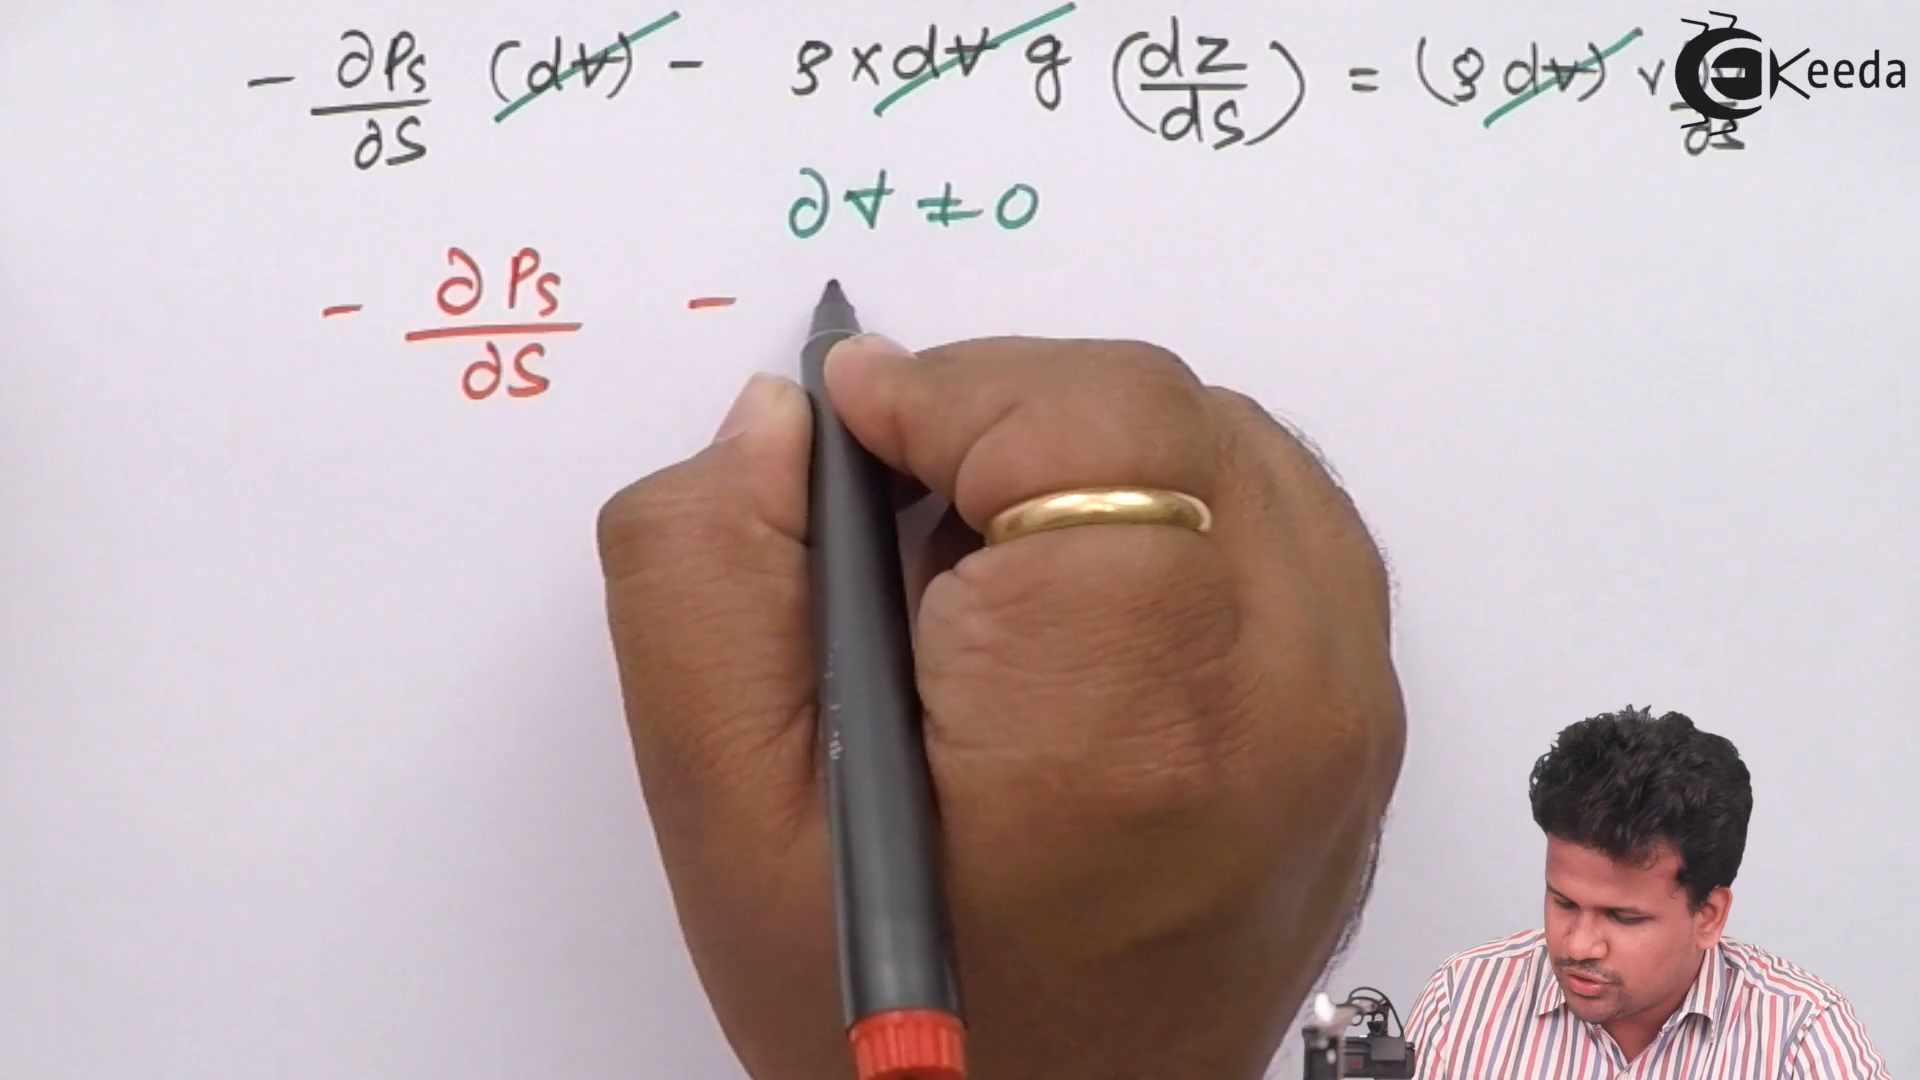 - ∂Ps/∂S (d∀) - ρ × d∀ g (dz/ds) = (ρ d∀) v ∂v/∂s
Keeda
∂∀ ≠ 0
- ∂Ps/∂S -